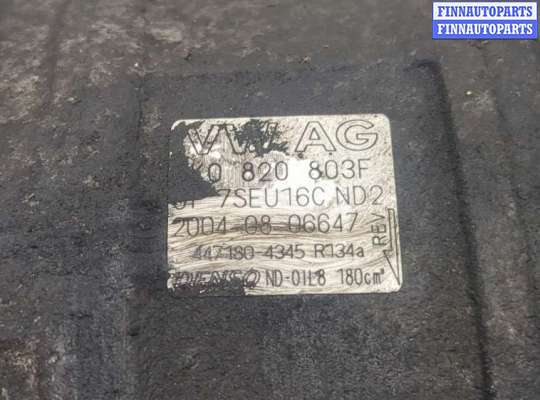 FINNAUTOPARTS
FINNAUTOPARTS
VW AG
0 820 803F
7SEU16C ND2
2004-08-06647
447180-4345 R134a
REV
DENSO ND-OIL8 180cm³